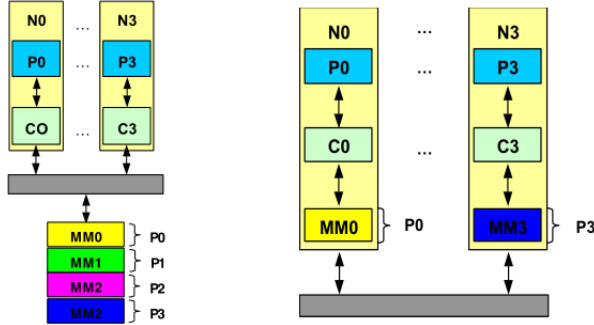 N0 ... N3
P0 ... P3
CO ... C3
MM0 P0
MM1 P1
MM2 P2
MM2 P3
N0 ... N3
P0 ... P3
C0 ... C3
MM0 P0 MM3 P3